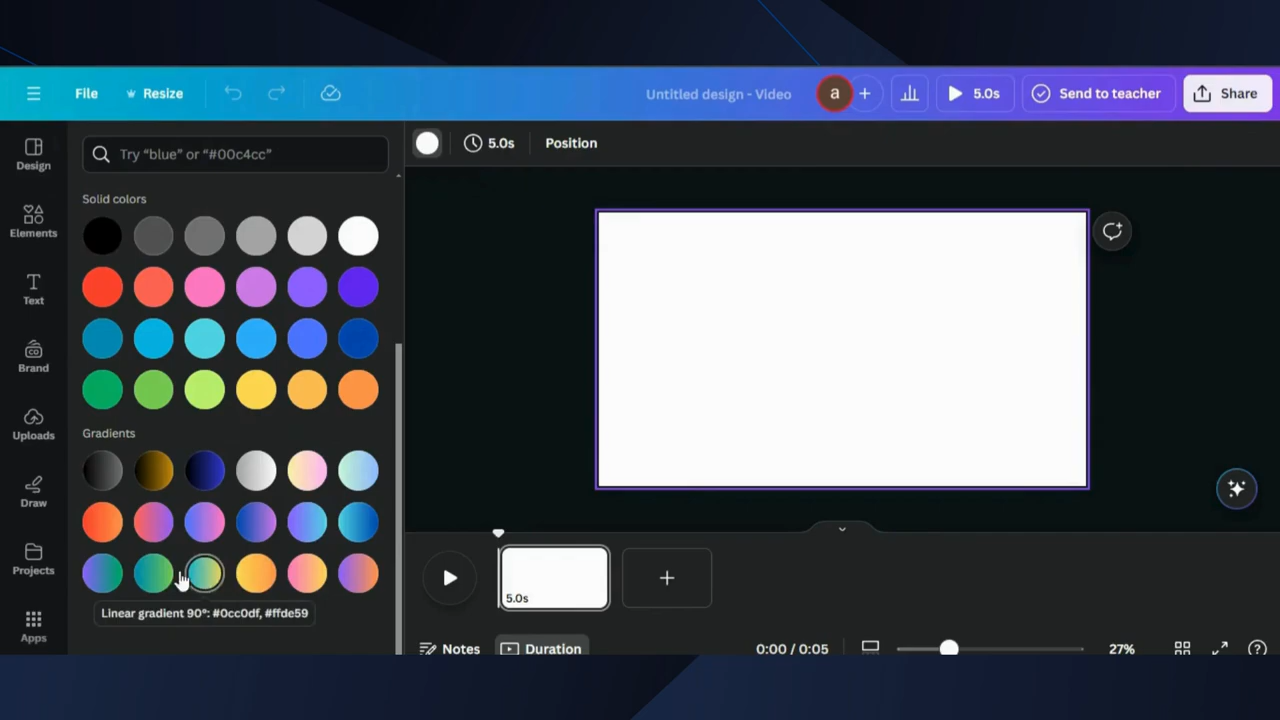 File
Resize
Untitled design - Video
a
+
5.0s
Send to teacher
Share
Design
Elements
Text
Brand
Uploads
Draw
Projects
Apps
Try “blue” or “#00c4cc”
Solid colors
Gradients
Linear gradient 90°: #0cc0df, #ffde59
5.0s
Position
5.0s
+
Notes
Duration
0:00 / 0:05
27%
?